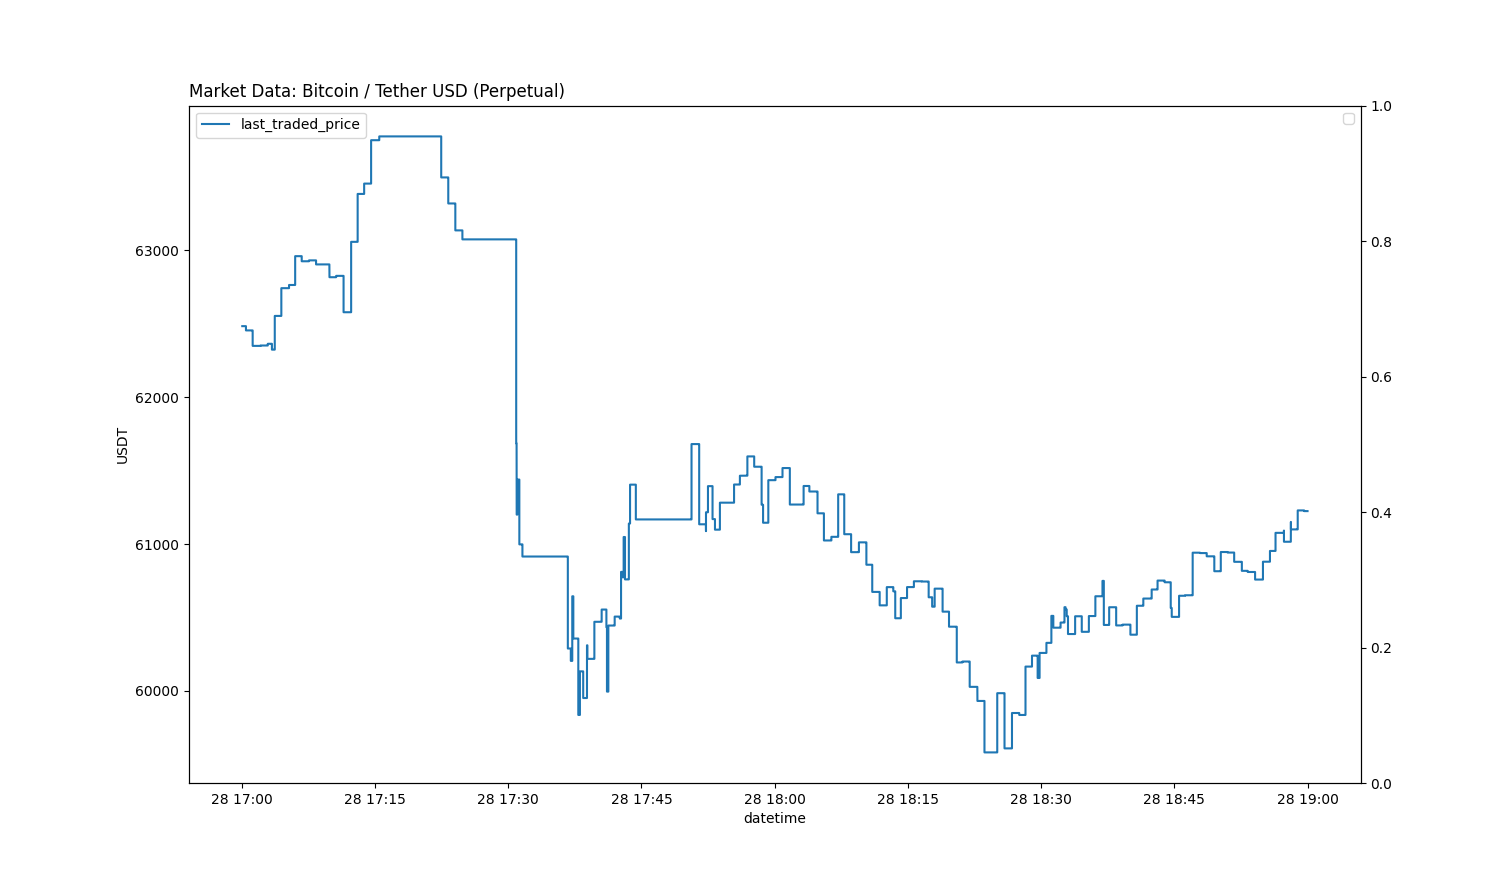 Market Data: Bitcoin / Tether USD (Perpetual)
last_traded_price
USDT
63000
62000
61000
60000
1.0
0.8
0.6
0.4
0.2
0.0
28 17:00 28 17:15 28 17:30 28 17:45 28 18:00 28 18:15 28 18:30 28 18:45 28 19:00
datetime